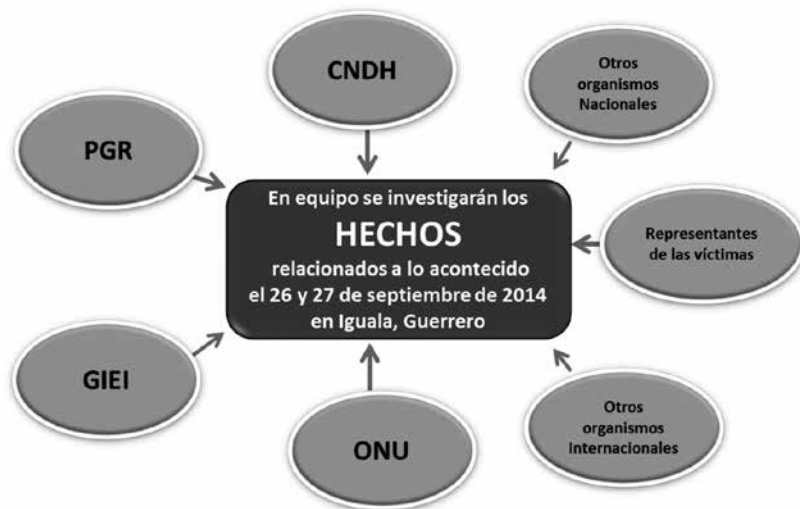 CNDH
Otros
organismos
Nacionales
PGR
En equipo se investigarán los
HECHOS
relacionados a lo acontecido
el 26 y 27 de septiembre de 2014
en Iguala, Guerrero
Representantes
de las víctimas
GIEI
ONU
Otros
organismos
Internacionales